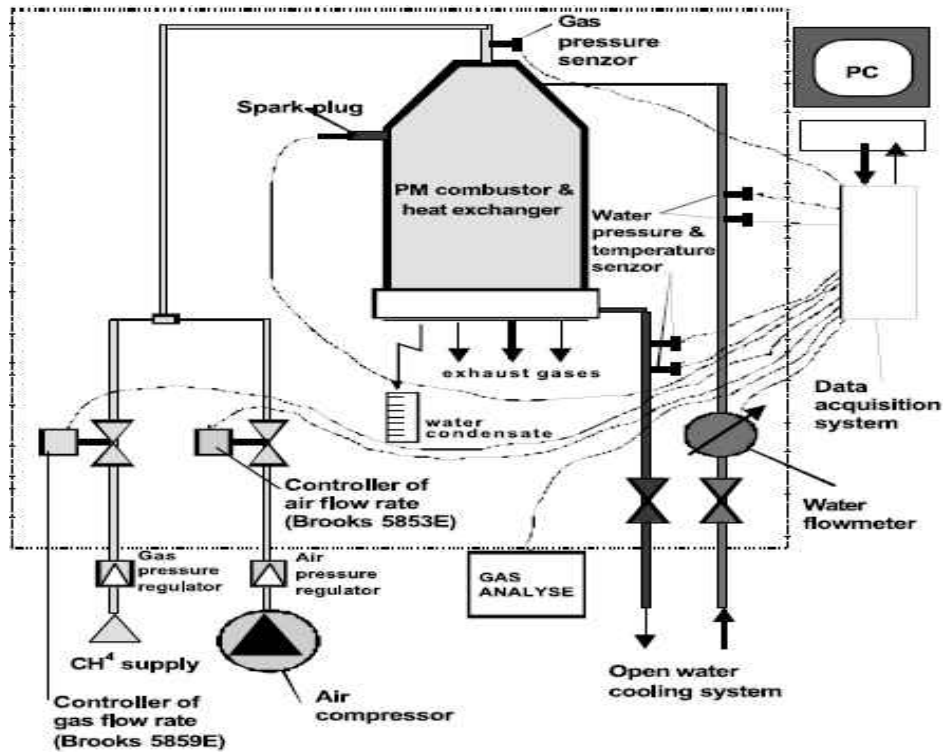 Gas
pressure
senzor
PC
Spark-plug
PM combustor &
heat exchanger
Water
pressure &
temperature
senzor
exhaust gases
water
condensate
Data
acquisition
system
Controller of
air flow rate
(Brooks 5853E)
Water
flowmeter
Gas
pressure
regulator
Air
pressure
regulator
GAS
ANALYSE
CH⁴ supply
Open water
cooling system
Controller of
gas flow rate
(Brooks 5859E)
Air
compressor